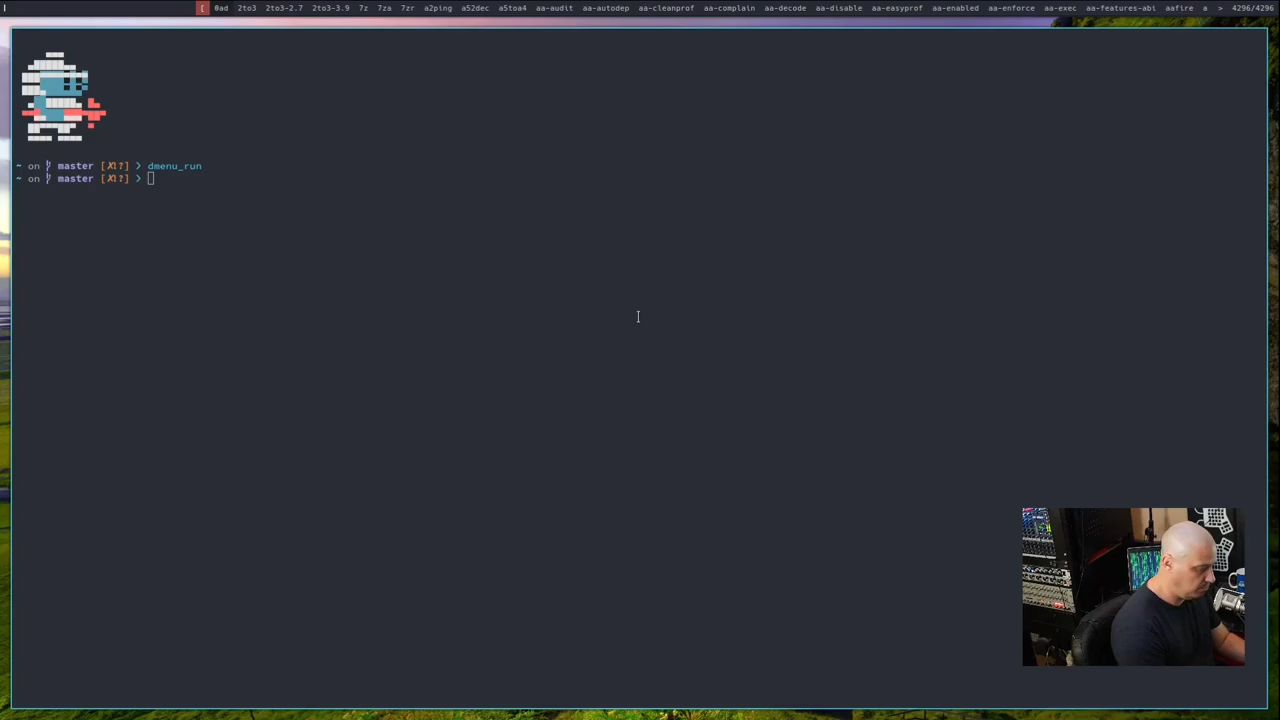 [ 0ad 2to3 2to3-2.7 2to3-3.9 7z 7za 7zr a2ping a52dec a5toa4 aa-audit aa-autodep aa-cleanprof aa-complain aa-decode aa-disable aa-easyprof aa-enabled aa-enforce aa-exec aa-features-abi aafire a > 4296/4296
~ on master [✗!?] > dmenu_run
~ on master [✗!?] >